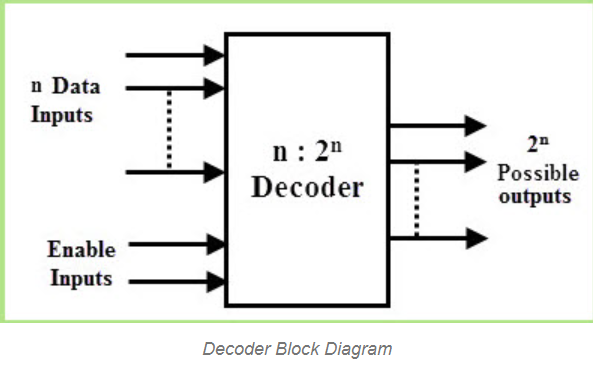 n Data
Inputs
n : 2ⁿ
Decoder
2ⁿ
Possible
outputs
Enable
Inputs
Decoder Block Diagram